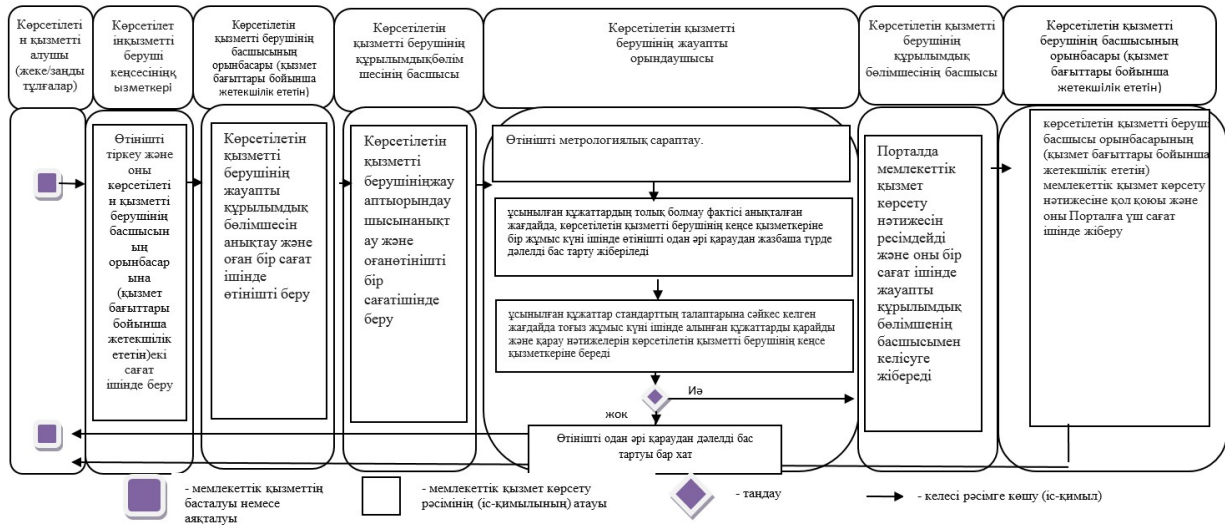 Көрсетілеті
н қызметті
алушы
(жеке/заңды
тұлғалар)
Көрсетілет
інқызметті
беруші
кеңсесініңқ
ызметкері
Көрсетілетін
қызметті берушінің
басшысының
орынбасары (қызмет
бағыттары бойынша
жетекшілік ететін)
Көрсетілетін
қызметті берушінің
құрылымдықбөлім
шесінің басшысы
Көрсетілетін қызметті
берушінің жауапты
орындаушысы
Көрсетілетін қызметті
берушінің
құрылымдық
бөлімшесінің басшысы
Көрсетілетін қызметті
берушінің басшысының
орынбасары (қызмет
бағыттары бойынша
жетекшілік ететін)
Өтінішті
тіркеу және
оны
көрсетілеті
н қызметті
берушінің
басшысын
ың
орынбасар
ына
(қызмет
бағыттары
бойынша
жетекшілік
ететін)екі
сағат
ішінде беру
Көрсетілетін
қызметті
берушінің
жауапты
құрылымдық
бөлімшесін
анықтау және
оған бір сағат
ішінде
өтінішті беру
Көрсетілетін
қызметті
берушініңжау
аптыорындау
шысынанықт
ау және
оғанөтінішті
бір
сағатішінде
беру
Өтінішті метрологиялық сараптау.
ұсынылған құжаттардың толық болмау фактісі анықталған
жағдайда, көрсетілетін қызметті берушінің кеңсе қызметкеріне
бір жұмыс күні ішінде өтінішті одан әрі қараудан жазбаша түрде
дәлелді бас тарту жіберіледі
ұсынылған құжаттар стандарттың талаптарына сәйкес келген
жағдайда тоғыз жұмыс күні ішінде алынған құжаттарды қарайды
және қарау нәтижелерін көрсетілетін қызметті берушінің кеңсе
қызметкеріне береді
Иә
жоқ
Өтінішті одан әрі қараудан дәлелді бас
тартуы бар хат
Порталда
мемлекеттік
қызмет
көрсету
нәтижесін
ресімдейді
және оны бір
сағат ішінде
жауапты
құрылымдық
бөлімшенің
басшысымен
келісуге
жібереді
көрсетілетін қызметті беруш
басшысы орынбасарының
(қызмет бағыттары бойынша
жетекшілік ететін)
мемлекеттік қызмет көрсету
нәтижесіне қол қоюы және
оны Порталға үш сағат
ішінде жіберу
- мемлекеттік қызметтің
басталуы немесе
аяқталуы
- мемлекеттік қызмет көрсету
рәсімінің (іс-қимылының) атауы
- таңдау
- келесі рәсімге көшу (іс-қимыл)